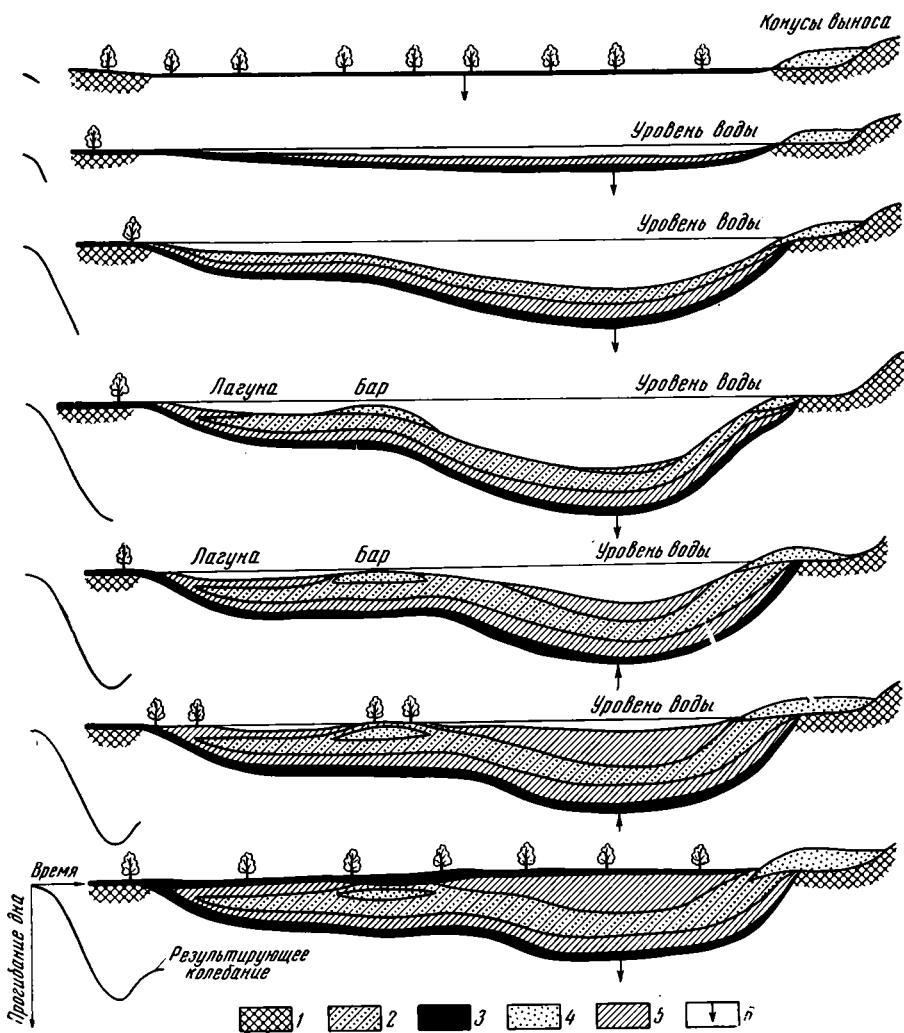 Конусы выноса
Уровень воды
Уровень воды
Лагуна Бар Уровень воды
Лагуна Бар Уровень воды
Уровень воды
Время
Прогибание дна
Результирующее
колебание
1 2 3 4 5 6